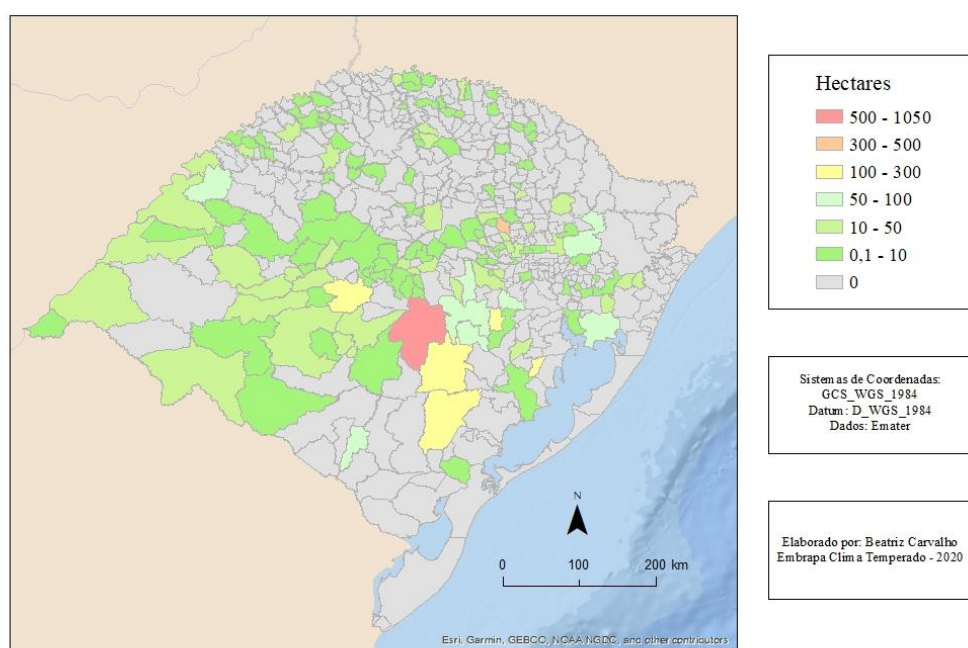 Hectares
500 - 1050
300 - 500
100 - 300
50 - 100
10 - 50
0,1 - 10
0
Sistemas de Coordenadas:
GCS_WGS_1984
Datum: D_WGS_1984
Dados: Emater
Elaborado por: Beatriz Carvalho
Embrapa Clima Temperado - 2020
N
0 100 200 km
Esri, Garmin, GEBCO, NOAA NGDC, and other contributors